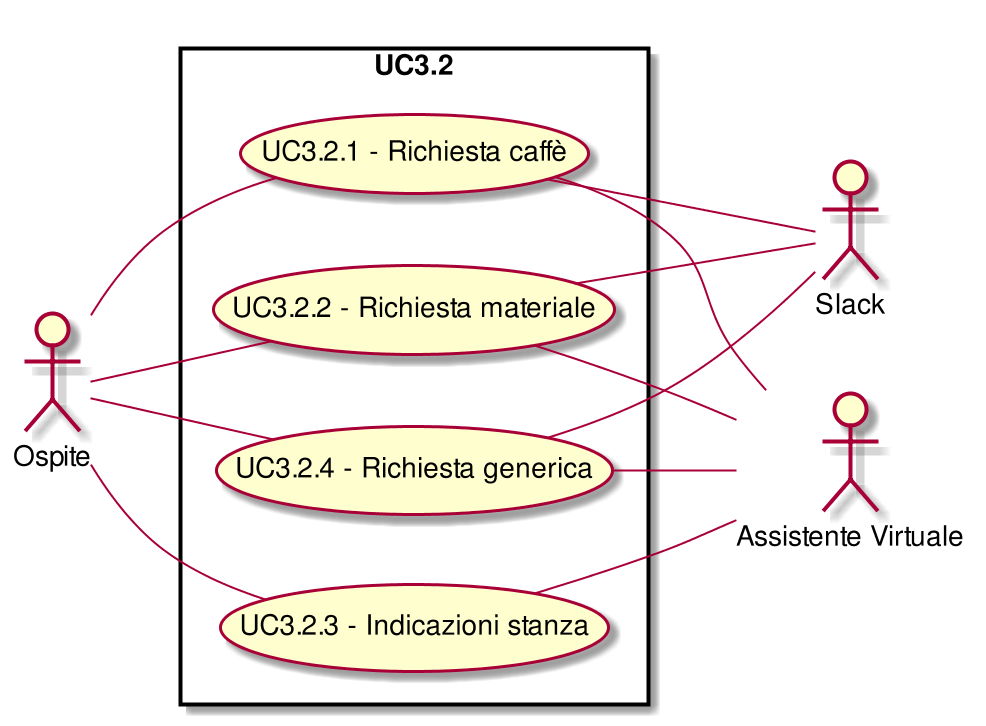 UC3.2
UC3.2.1 - Richiesta caffè
UC3.2.2 - Richiesta materiale
Slack
Ospite
UC3.2.4 - Richiesta generica
Assistente Virtuale
UC3.2.3 - Indicazioni stanza